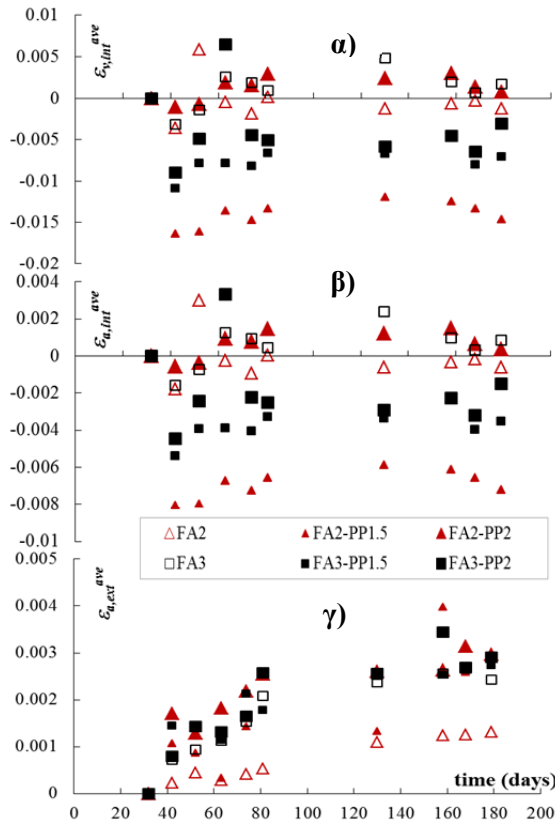 α)
ε v,int ave
0.01
0.005
0
-0.005
-0.01
-0.015
-0.02
β)
ε a,int ave
0.004
0.002
0
-0.002
-0.004
-0.006
-0.008
-0.01
FA2 FA2-PP1.5 FA2-PP2
FA3 FA3-PP1.5 FA3-PP2
γ)
ε a,ext ave
0.005
0.004
0.003
0.002
0.001
0
time (days)
0 20 40 60 80 100 120 140 160 180 200